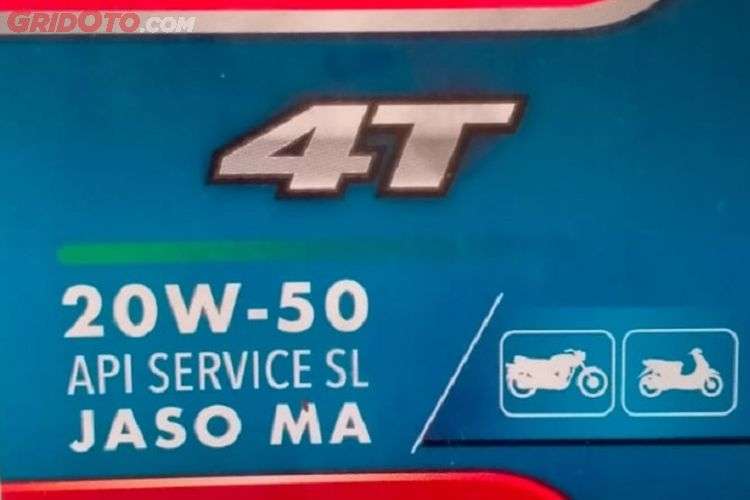 GRIDOTO.COM
4T
20W-50
API SERVICE SL
JASO MA